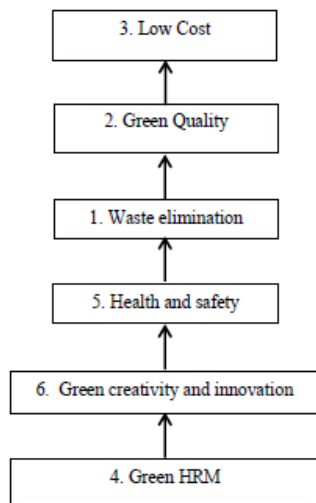 3. Low Cost
2. Green Quality
1. Waste elimination
5. Health and safety
6. Green creativity and innovation
4. Green HRM